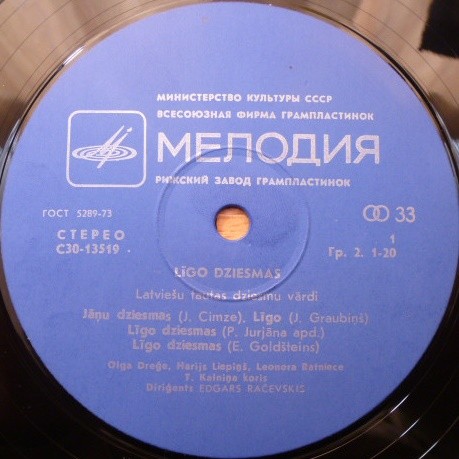 МИНИСТЕРСТВО КУЛЬТУРЫ СССР
ВСЕСОЮЗНАЯ ФИРМА ГРАМПЛАСТИНОК
МЕЛОДИЯ
РИЖСКИЙ ЗАВОД ГРАМПЛАСТИНОК
ГОСТ 5289-73
33
СТЕРЕО
1
С30-13519
Гр. 2. 1-20
LĪGO DZIESMAS
Latviešu tautas dziesmu vārdi
Jāņu dziesmas (J. Cimze), Līgo (J. Graubiņš)
Līgo dziesmas (P. Jurjāna apd.)
Līgo dziesmas (E. Goldšteins)
Olga Dreģe, Harijs Liepiņš, Leonora Ratniece
T. Kalniņa koris
Diriģents EDGARS RAČEVSKIS